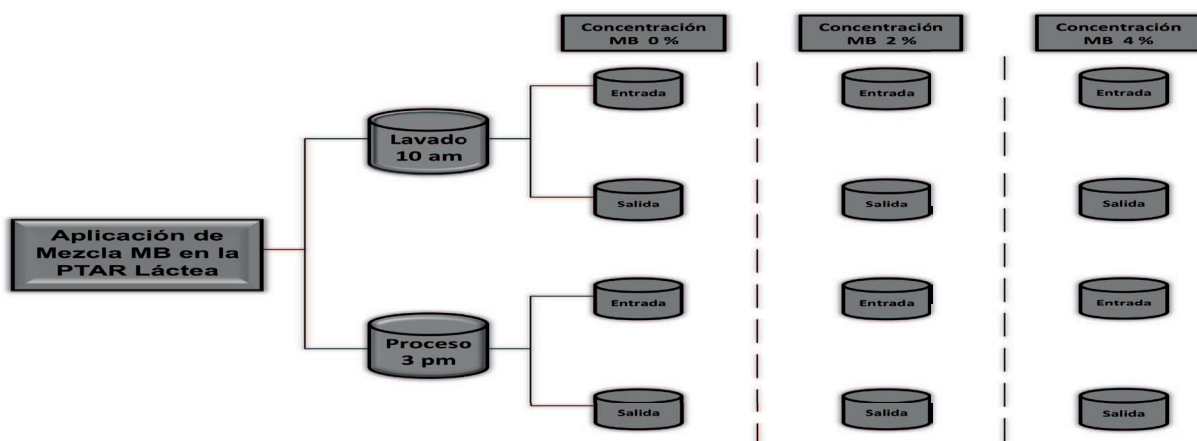 Concentración
MB 0 %
Concentración
MB 2 %
Concentración
MB 4 %
Entrada
Entrada
Entrada
Lavado
10 am
Salida
Salida
Salida
Aplicación de
Mezcla MB en la
PTAR Láctea
Entrada
Entrada
Entrada
Proceso
3 pm
Salida
Salida
Salida